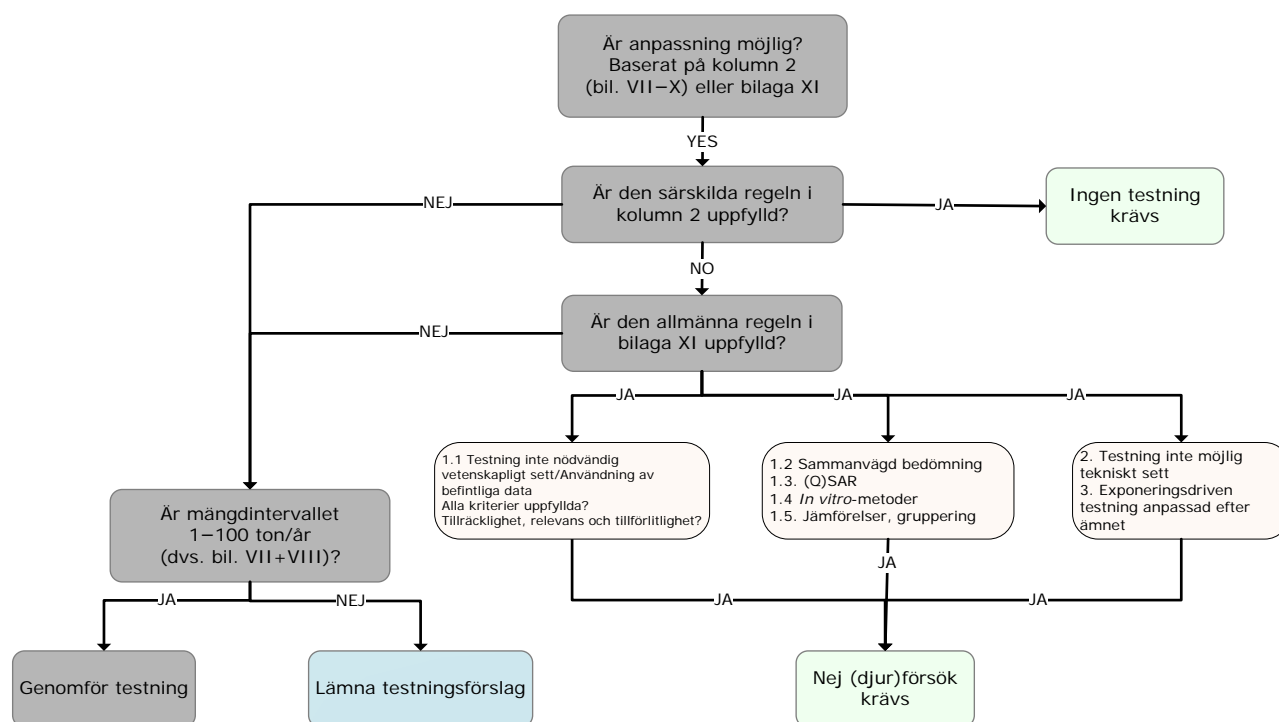 Är anpassning möjlig?
Baserat på kolumn 2
(bil. VII–X) eller bilaga XI
YES
Är den särskilda regeln i
kolumn 2 uppfylld?
NEJ
JA
Ingen testning
krävs
NO
Är den allmänna regeln i
bilaga XI uppfylld?
NEJ
JA
JA
JA
1.1 Testning inte nödvändig
vetenskapligt sett/Användning av
befintliga data
Alla kriterier uppfyllda?
Tillräcklighet, relevans och tillförlitlighet?
1.2 Sammanvägd bedömning
1.3. (Q)SAR
1.4 In vitro-metoder
1.5. Jämförelser, gruppering
2. Testning inte möjlig
tekniskt sett
3. Exponeringsdriven
testning anpassad efter
ämnet
Är mängdintervallet
1–100 ton/år
(dvs. bil. VII+VIII)?
JA
NEJ
JA
JA
JA
Genomför testning
Lämna testningsförslag
Nej (djur)försök
krävs